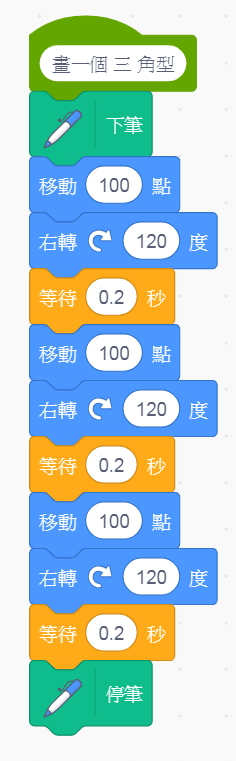 畫一個 三 角型
下筆
移動 100 點
右轉 120 度
等待 0.2 秒
移動 100 點
右轉 120 度
等待 0.2 秒
移動 100 點
右轉 120 度
等待 0.2 秒
停筆